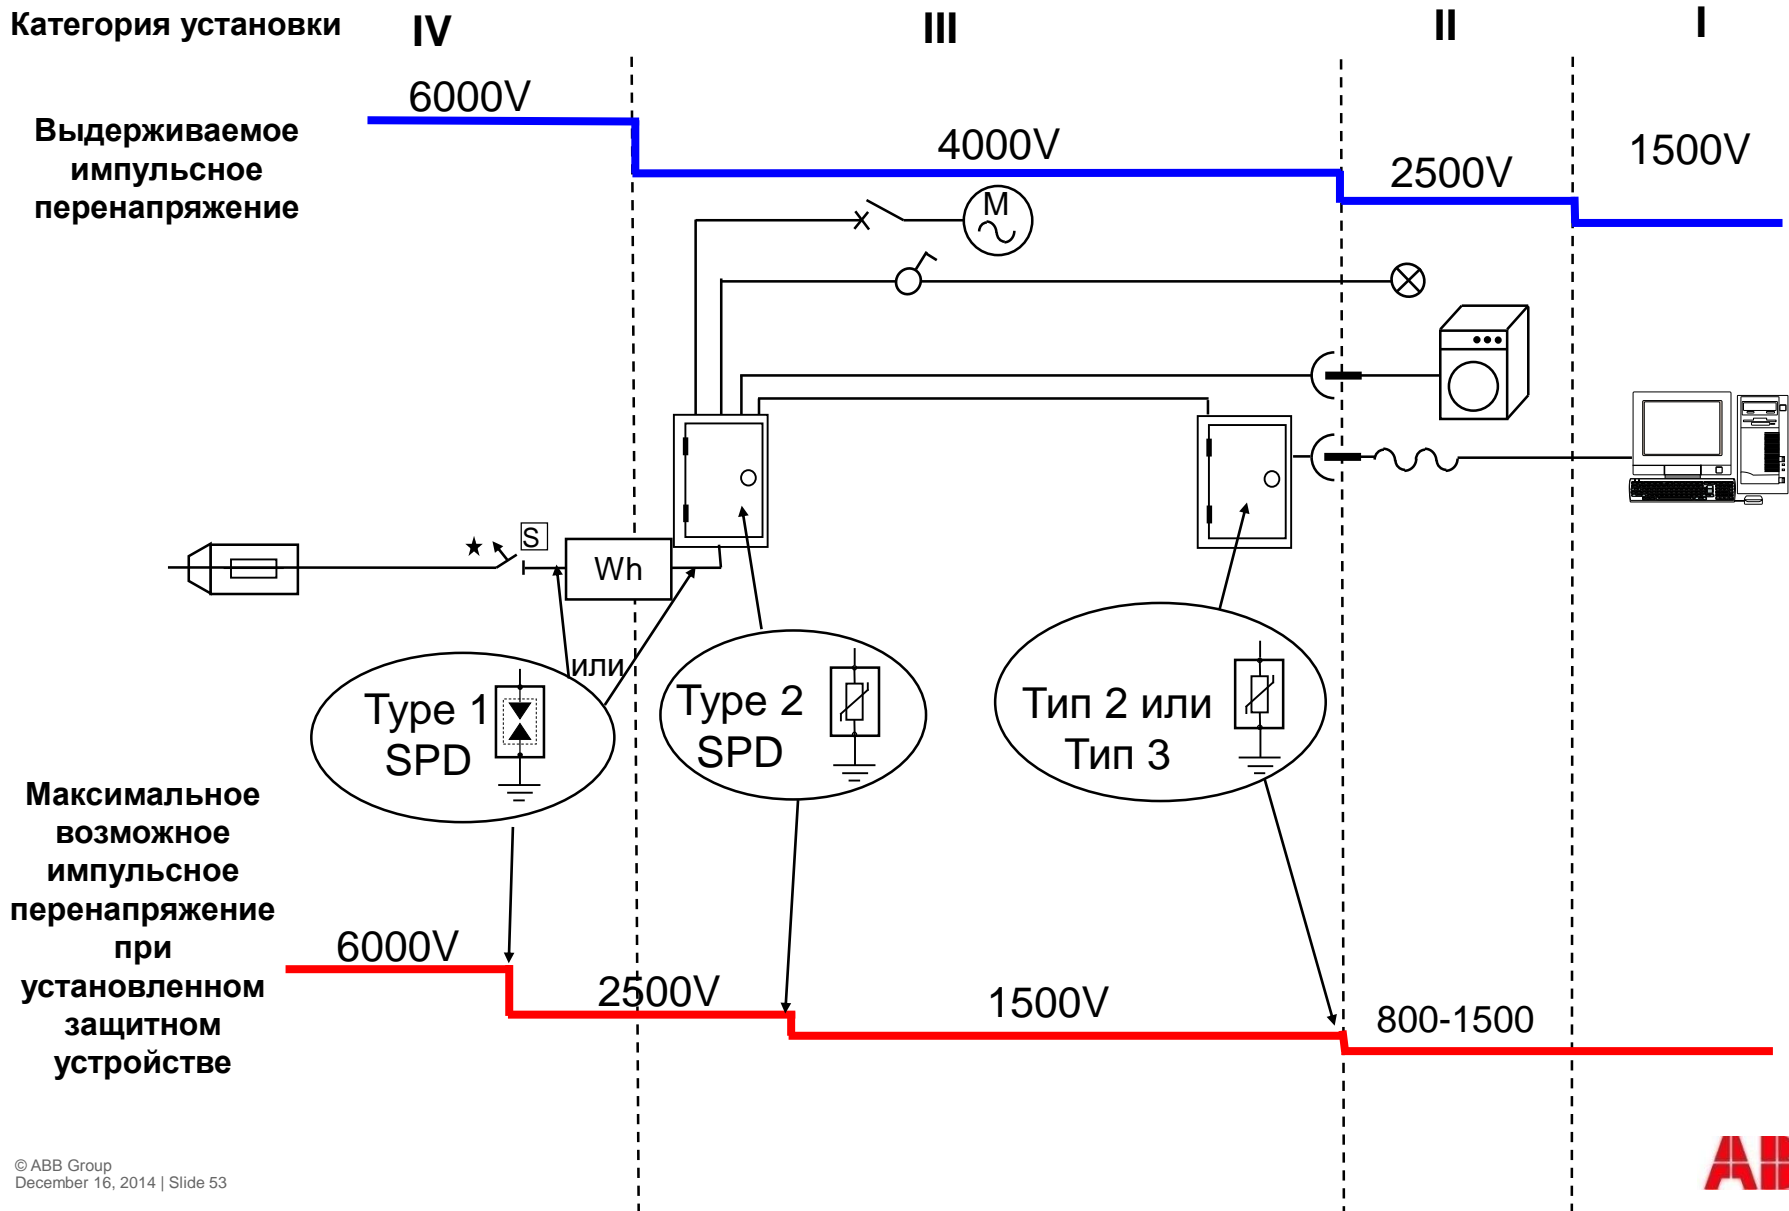 Категория установки
IV
III
II
I
6000V
Выдерживаемое
импульсное
перенапряжение
4000V
2500V
1500V
M
S
Wh
или
Type 1
SPD
Type 2
SPD
Тип 2 или
Тип 3
Максимальное
возможное
импульсное
перенапряжение
при
установленном
защитном
устройстве
6000V
2500V
1500V
800-1500
© ABB Group
December 16, 2014 | Slide 53